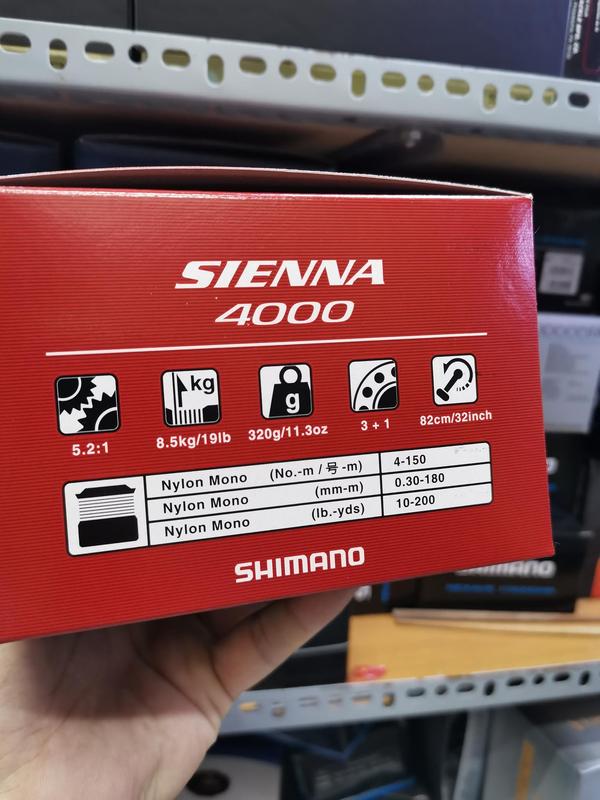 SIENNA
4000
kg
g
5.2:1
8.5kg/19lb
320g/11.3oz
3 + 1
82cm/32inch
Nylon Mono (No.-m / 号 -m) 4-150
Nylon Mono (mm-m) 0.30-180
Nylon Mono (lb.-yds) 10-200
SHIMANO
SHIMANO